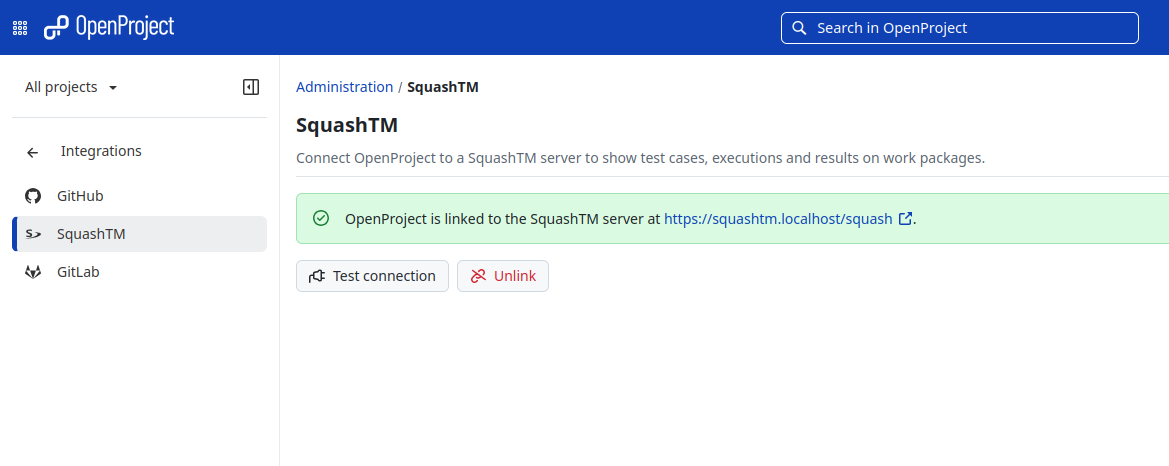 OpenProject
Search in OpenProject
All projects
Integrations
GitHub
SquashTM
GitLab
Administration / SquashTM
SquashTM
Connect OpenProject to a SquashTM server to show test cases, executions and results on work packages.
OpenProject is linked to the SquashTM server at https://squashtm.localhost/squash.
Test connection
Unlink